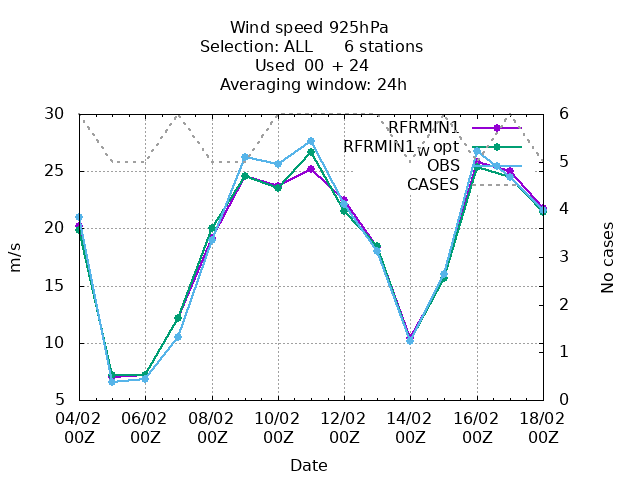 Wind speed 925hPa
Selection: ALL      6 stations
Used  00 + 24
Averaging window: 24h
RFRMIN1
RFRMIN1_w opt
OBS
CASES
30
25
20
15
10
5
m/s
6
5
4
3
2
1
0
No cases
04/02 06/02 08/02 10/02 12/02 14/02 16/02 18/02
00Z 00Z 00Z 00Z 00Z 00Z 00Z 00Z
Date